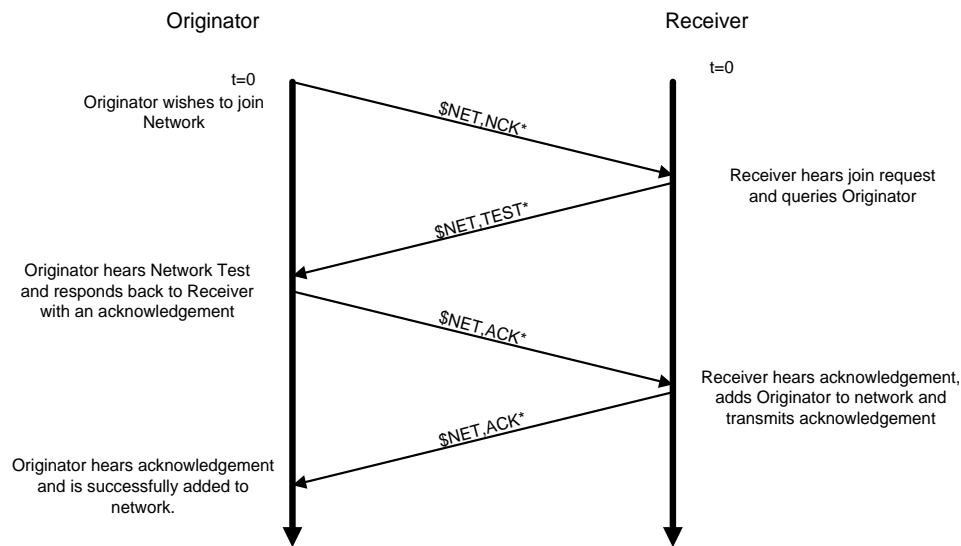 Originator
Receiver
t=0
t=0
Originator wishes to join
Network
$NET,NCK*
Receiver hears join request
and queries Originator
$NET,TEST*
Originator hears Network Test
and responds back to Receiver
with an acknowledgement
$NET,ACK*
Receiver hears acknowledgement,
adds Originator to network and
transmits acknowledgement
$NET,ACK*
Originator hears acknowledgement
and is successfully added to
network.